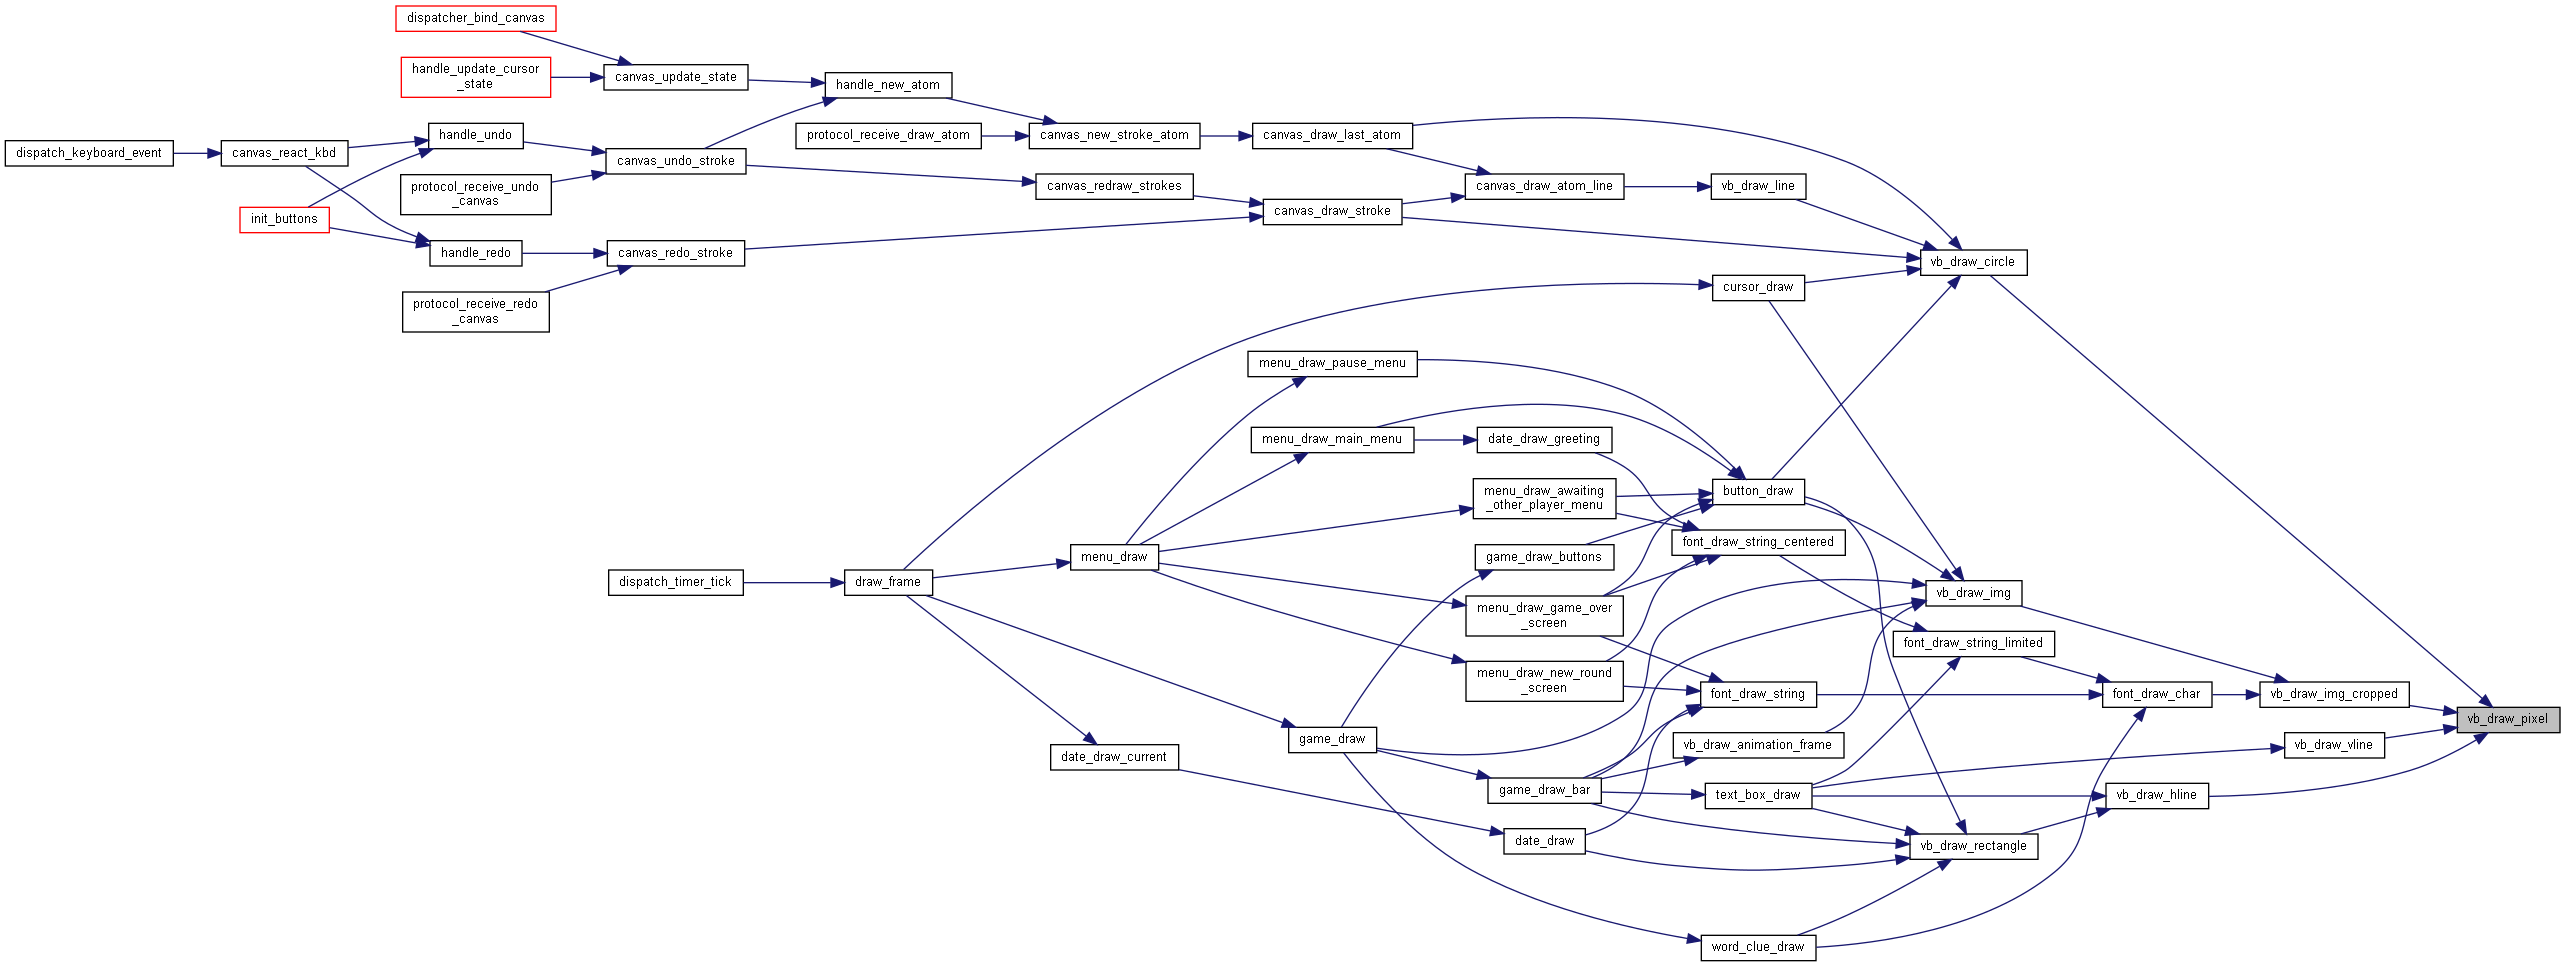 dispatcher_bind_canvas
handle_update_cursor
_state
canvas_update_state
handle_new_atom
handle_undo
protocol_receive_draw_atom
canvas_new_stroke_atom
canvas_draw_last_atom
dispatch_keyboard_event
canvas_react_kbd
canvas_undo_stroke
protocol_receive_undo
_canvas
canvas_redraw_strokes
canvas_draw_atom_line
vb_draw_line
init_buttons
canvas_draw_stroke
handle_redo
canvas_redo_stroke
vb_draw_circle
protocol_receive_redo
_canvas
cursor_draw
menu_draw_pause_menu
menu_draw_main_menu
date_draw_greeting
menu_draw_awaiting
_other_player_menu
button_draw
font_draw_string_centered
menu_draw
game_draw_buttons
dispatch_timer_tick
draw_frame
vb_draw_img
menu_draw_game_over
_screen
font_draw_string_limited
menu_draw_new_round
_screen
font_draw_string
font_draw_char
vb_draw_img_cropped
vb_draw_pixel
game_draw
vb_draw_animation_frame
vb_draw_vline
date_draw_current
game_draw_bar
text_box_draw
vb_draw_hline
date_draw
vb_draw_rectangle
word_clue_draw